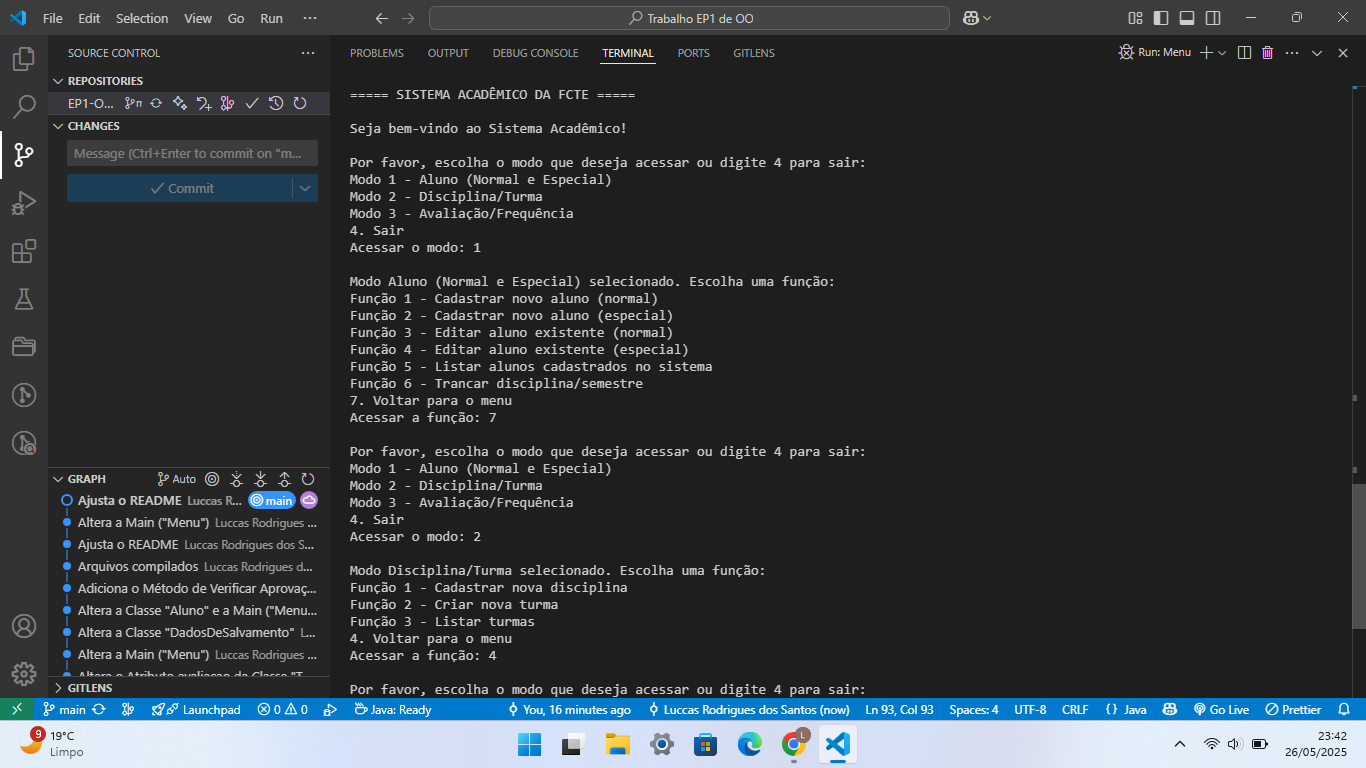 File Edit Selection View Go Run ···
Trabalho EP1 de OO
SOURCE CONTROL ···
REPOSITORIES
EP1-O...
CHANGES
Message (Ctrl+Enter to commit on "m...
Commit
GRAPH Auto
Ajusta o README Luccas R... main
Altera a Main ("Menu") Luccas Rodrigues ...
Ajusta o README Luccas Rodrigues dos S...
Arquivos compilados Luccas Rodrigues d...
Adiciona o Método de Verificar Aprovaç...
Altera a Classe "Aluno" e a Main ("Menu...
Altera a Classe "DadosDeSalvamento" L...
Altera a Main ("Menu") Luccas Rodrigues ...
Altera o Atributo avaliacao da Classe "T...
GITLENS
PROBLEMS OUTPUT DEBUG CONSOLE TERMINAL PORTS GITLENS
Run: Menu
===== SISTEMA ACADÊMICO DA FCTE =====
Seja bem-vindo ao Sistema Acadêmico!
Por favor, escolha o modo que deseja acessar ou digite 4 para sair:
Modo 1 - Aluno (Normal e Especial)
Modo 2 - Disciplina/Turma
Modo 3 - Avaliação/Frequência
4. Sair
Acessar o modo: 1
Modo Aluno (Normal e Especial) selecionado. Escolha uma função:
Função 1 - Cadastrar novo aluno (normal)
Função 2 - Cadastrar novo aluno (especial)
Função 3 - Editar aluno existente (normal)
Função 4 - Editar aluno existente (especial)
Função 5 - Listar alunos cadastrados no sistema
Função 6 - Trancar disciplina/semestre
7. Voltar para o menu
Acessar a função: 7
Por favor, escolha o modo que deseja acessar ou digite 4 para sair:
Modo 1 - Aluno (Normal e Especial)
Modo 2 - Disciplina/Turma
Modo 3 - Avaliação/Frequência
4. Sair
Acessar o modo: 2
Modo Disciplina/Turma selecionado. Escolha uma função:
Função 1 - Cadastrar nova disciplina
Função 2 - Criar nova turma
Função 3 - Listar turmas
4. Voltar para o menu
Acessar a função: 4
Por favor, escolha o modo que deseja acessar ou digite 4 para sair:
main Launchpad 0 0 Java: Ready You, 16 minutes ago Luccas Rodrigues dos Santos (now) Ln 93, Col 93 Spaces: 4 UTF-8 CRLF {} Java Go Live Prettier
9
19°C
Limpo
L
23:42
26/05/2025